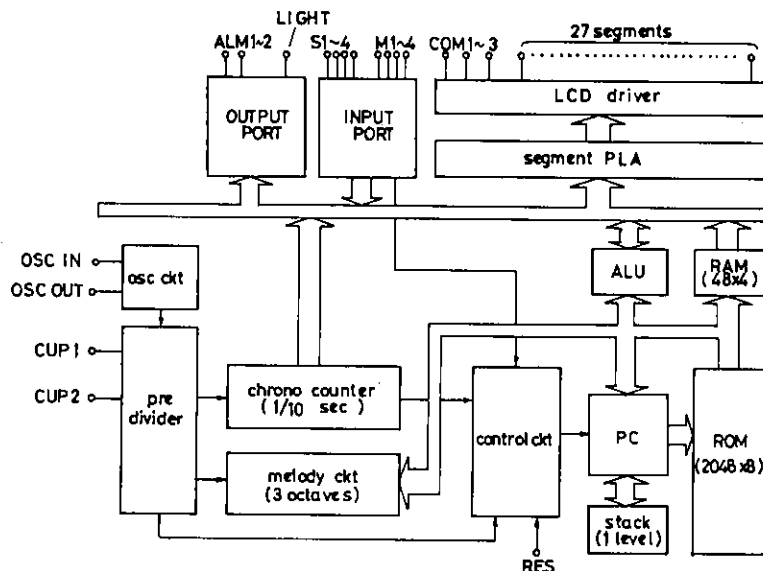 LIGHT
ALM1~2
S1~4
M1~4
COM1~3
27 segments
OUTPUT
PORT
INPUT
PORT
LCD driver
segment PLA
OSC IN
OSC OUT
osc ckt
ALU
RAM
(48x4)
CUP1
CUP2
pre
divider
chrono counter
(1/10 sec)
melody ckt
(3 octaves)
control ckt
PC
ROM
(2048x8)
stack
(1 level)
RES